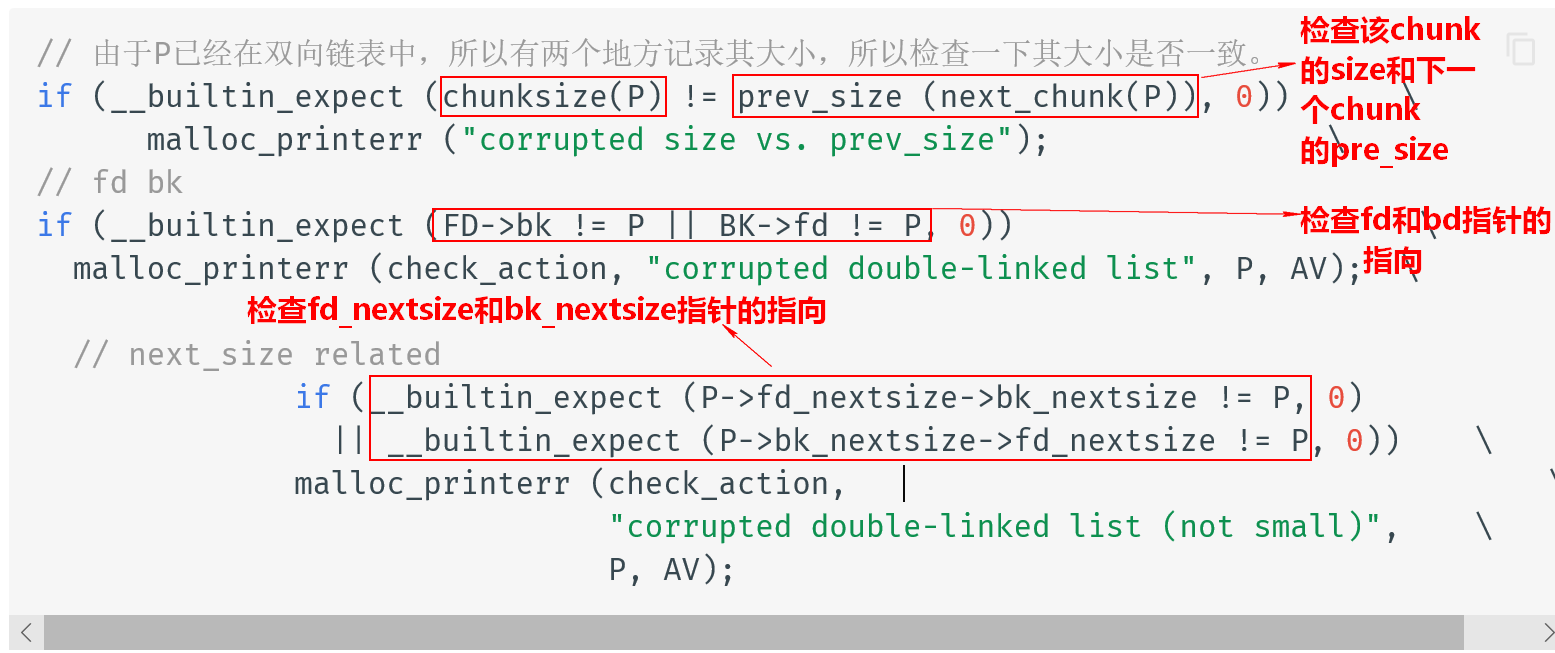 // 由于P已经在双向链表中，所以有两个地方记录其大小，所以检查一下其大小是否一致。
检查该chunk
的size和下一
个chunk
的pre_size
if (__builtin_expect (chunksize(P) != prev_size (next_chunk(P)), 0)) \
malloc_printerr ("corrupted size vs. prev_size"); \
// fd bk
if (__builtin_expect (FD->bk != P || BK->fd != P, 0)) \
检查fd和bd指针的
指向
malloc_printerr (check_action, "corrupted double-linked list", P, AV); \
检查fd_nextsize和bk_nextsize指针的指向
// next_size related
if (__builtin_expect (P->fd_nextsize->bk_nextsize != P, 0)
|| __builtin_expect (P->bk_nextsize->fd_nextsize != P, 0)) \
malloc_printerr (check_action, \
"corrupted double-linked list (not small)", \
P, AV);